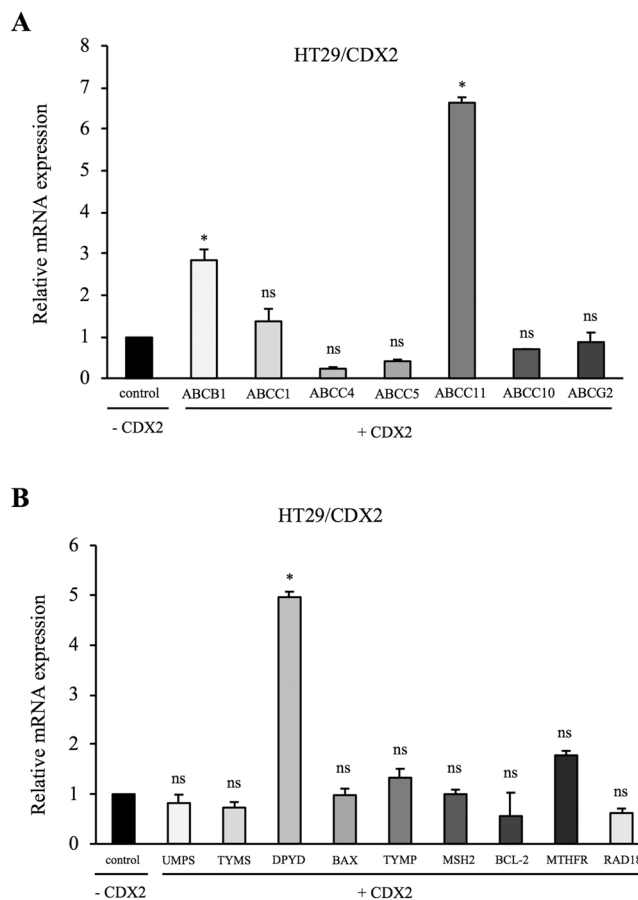 A
HT29/CDX2
Relative mRNA expression
8
7
6
5
4
3
2
1
0
*
ns
ns
ns
*
ns
ns
control
ABCB1
ABCC1
ABCC4
ABCC5
ABCC11
ABCC10
ABCG2
- CDX2
+ CDX2
B
HT29/CDX2
Relative mRNA expression
6
5
4
3
2
1
0
ns
ns
*
ns
ns
ns
ns
ns
ns
control
UMPS
TYMS
DPYD
BAX
TYMP
MSH2
BCL-2
MTHFR
RAD18
- CDX2
+ CDX2